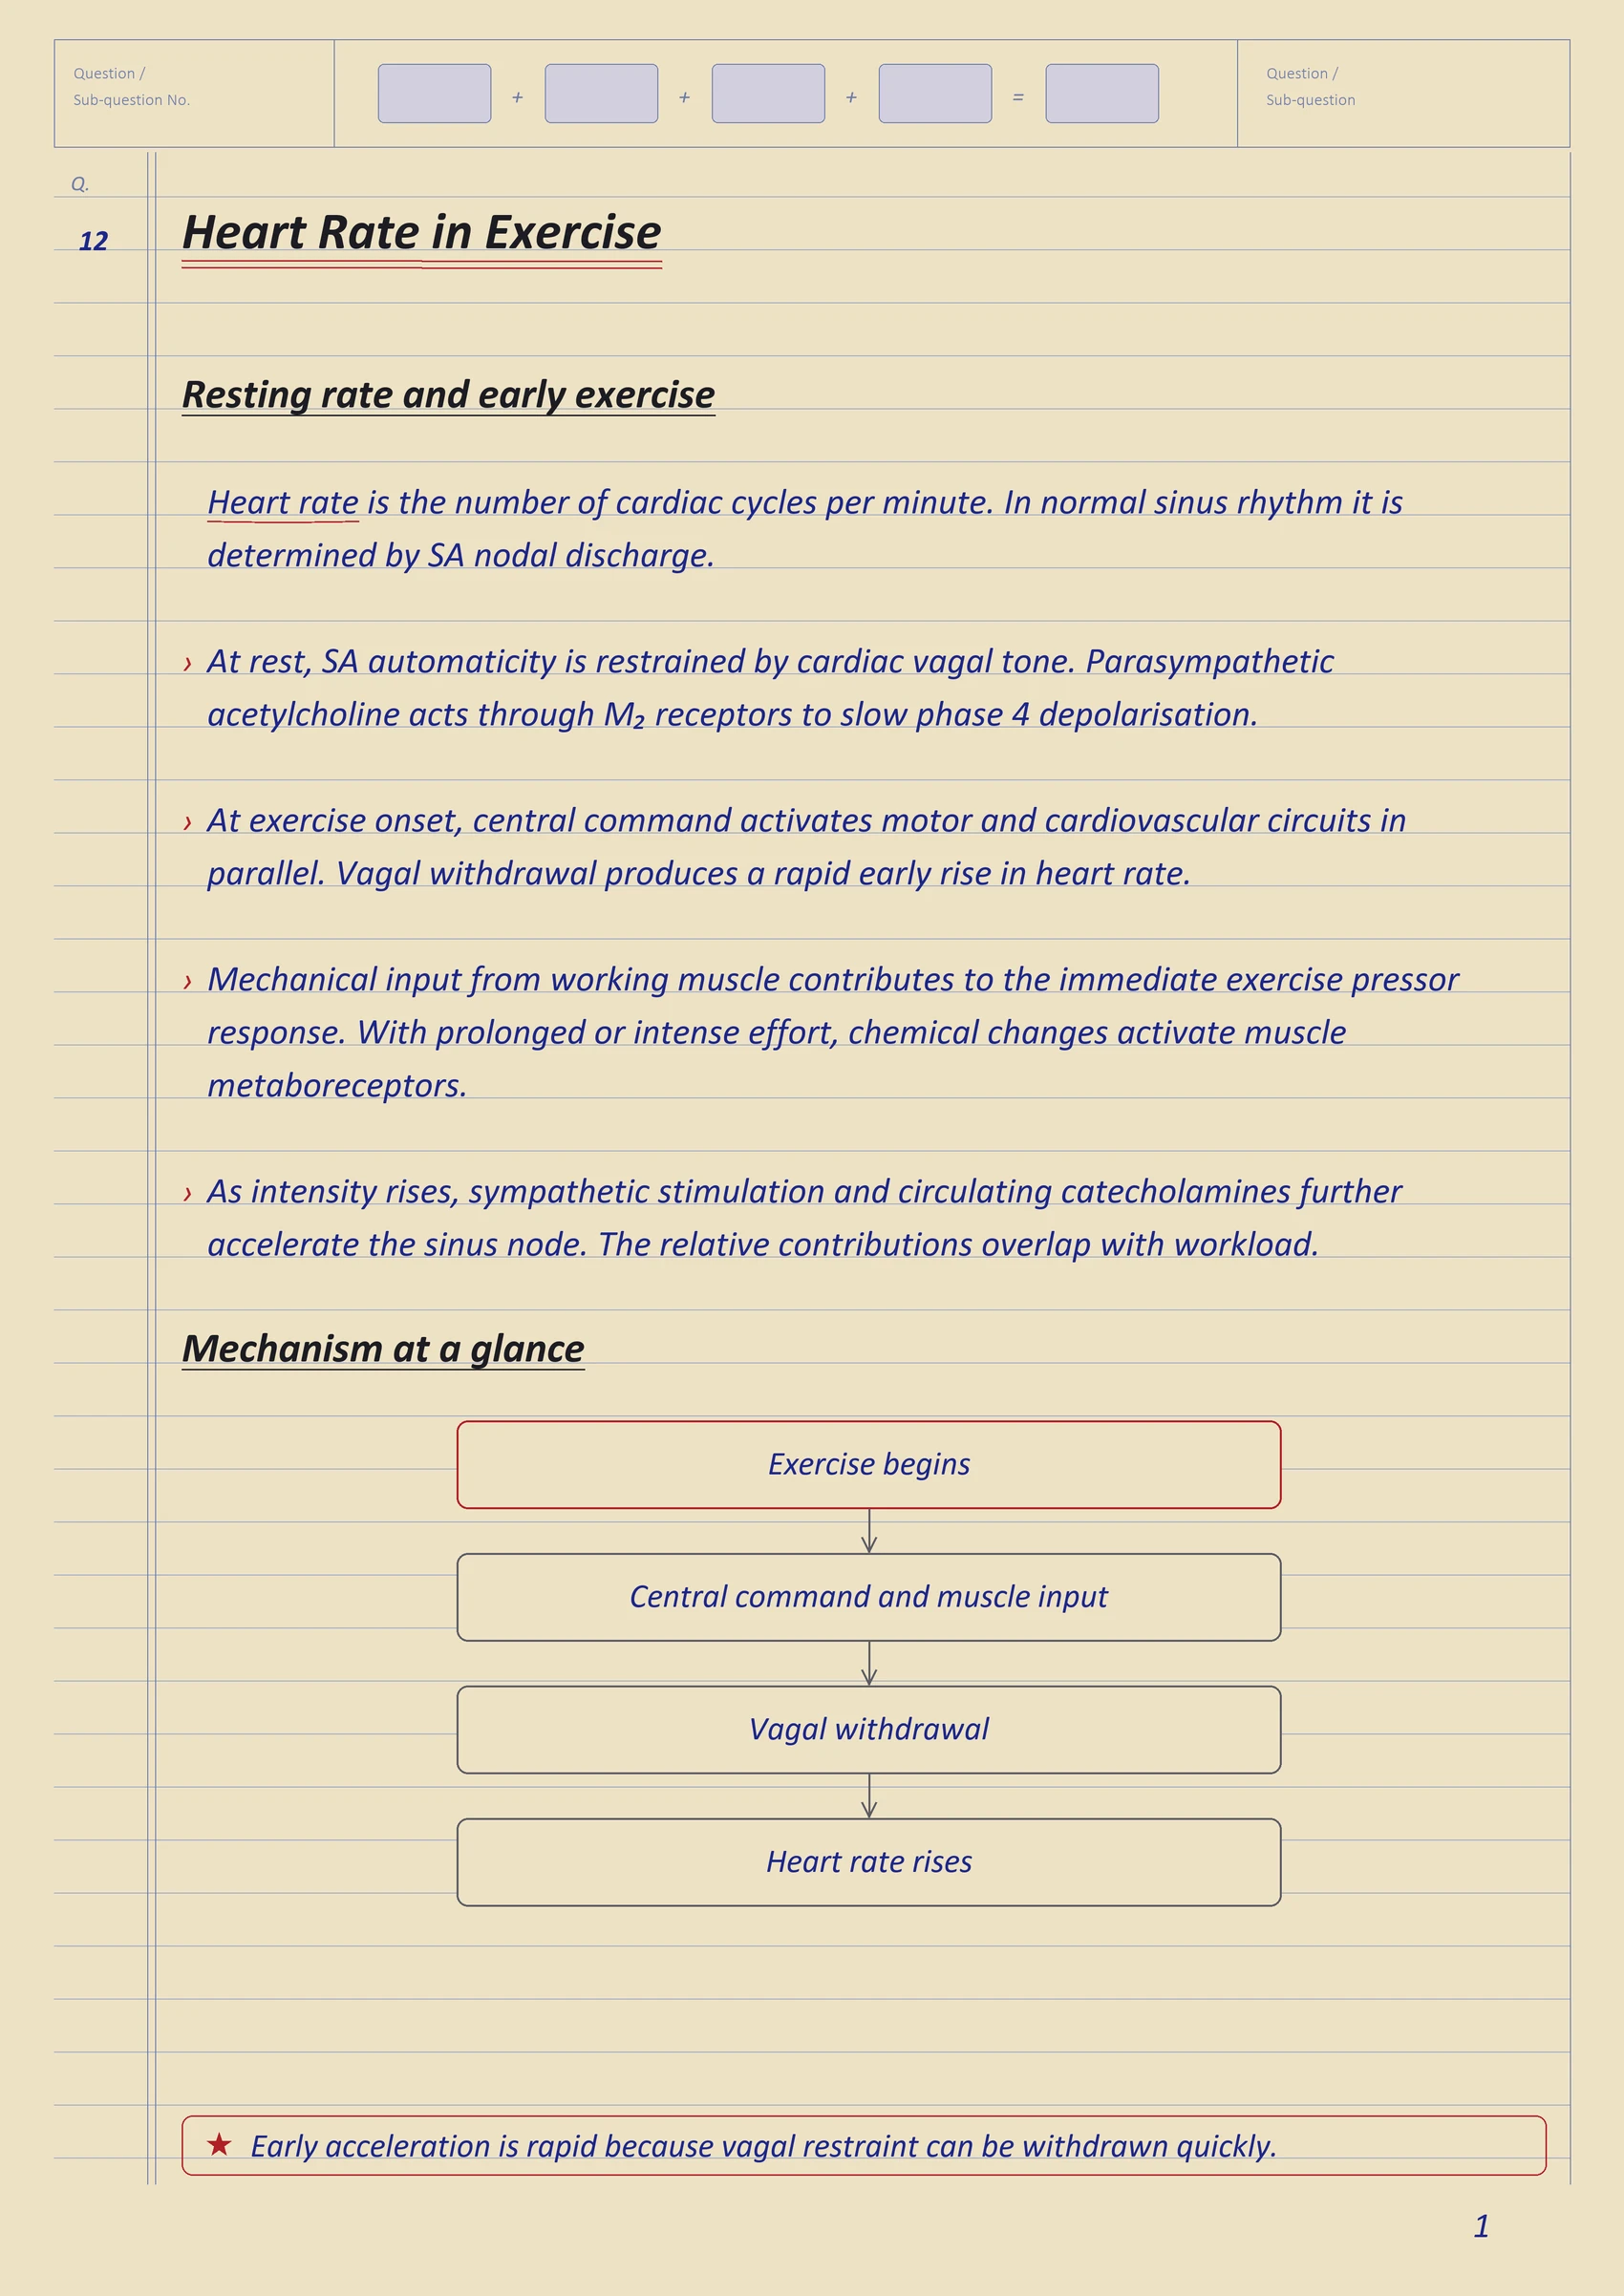 Question /
Sub-question No.
+ + + + =
Question /
Sub-question
Q.
12
Heart Rate in Exercise
Resting rate and early exercise
Heart rate is the number of cardiac cycles per minute. In normal sinus rhythm it is
determined by SA nodal discharge.
› At rest, SA automaticity is restrained by cardiac vagal tone. Parasympathetic
acetylcholine acts through M₂ receptors to slow phase 4 depolarisation.
› At exercise onset, central command activates motor and cardiovascular circuits in
parallel. Vagal withdrawal produces a rapid early rise in heart rate.
› Mechanical input from working muscle contributes to the immediate exercise pressor
response. With prolonged or intense effort, chemical changes activate muscle
metaboreceptors.
› As intensity rises, sympathetic stimulation and circulating catecholamines further
accelerate the sinus node. The relative contributions overlap with workload.
Mechanism at a glance
Exercise begins
Central command and muscle input
Vagal withdrawal
Heart rate rises
★ Early acceleration is rapid because vagal restraint can be withdrawn quickly.
1